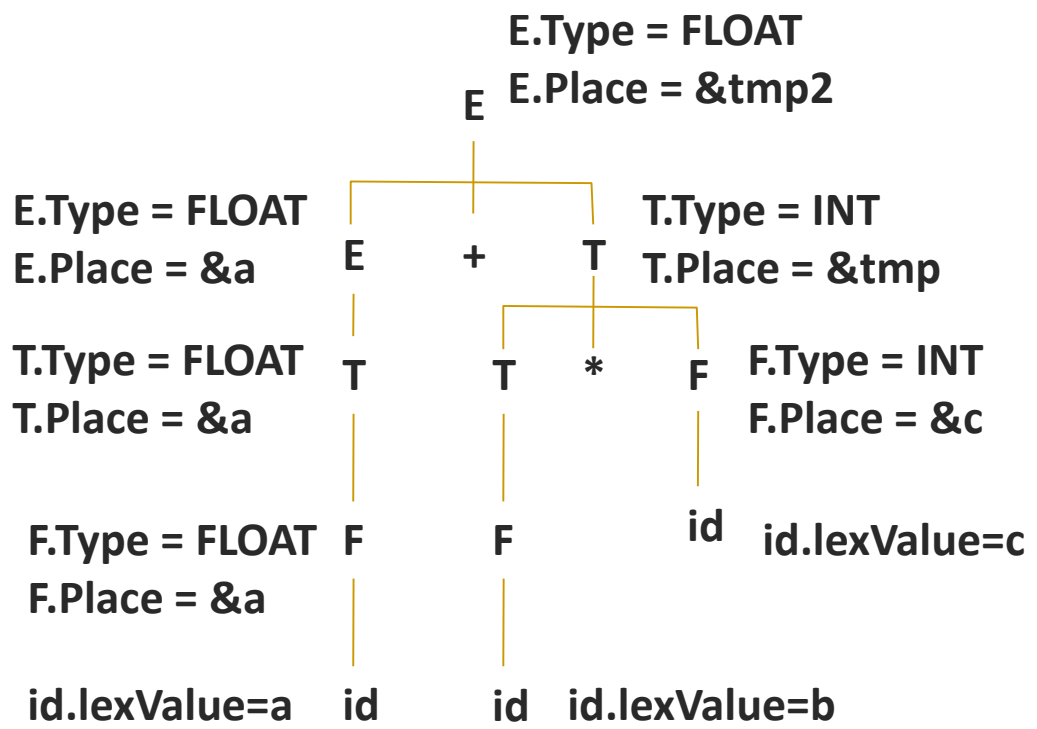 E.Type = FLOAT
E.Place = &tmp2
E
E.Type = FLOAT
E.Place = &a
E + T
T.Type = INT
T.Place = &tmp
T.Type = FLOAT
T.Place = &a
T T * F
F.Type = INT
F.Place = &c
F.Type = FLOAT
F.Place = &a
F F
id id.lexValue=c
id.lexValue=a id id id.lexValue=b